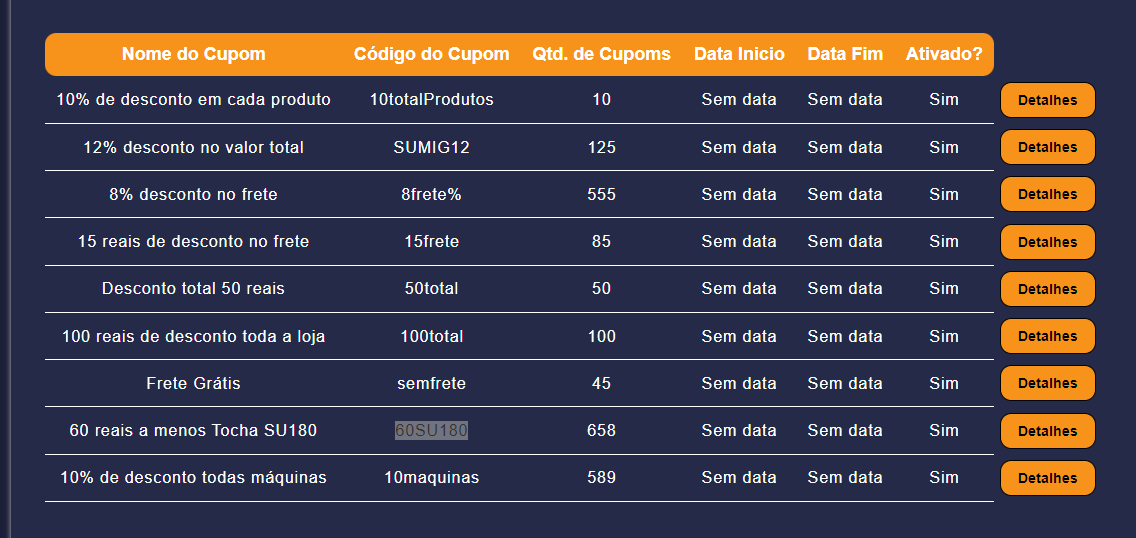 Nome do Cupom Código do Cupom Qtd. de Cupoms Data Inicio Data Fim Ativado?
10% de desconto em cada produto 10totalProdutos 10 Sem data Sem data Sim Detalhes
12% desconto no valor total SUMIG12 125 Sem data Sem data Sim Detalhes
8% desconto no frete 8frete% 555 Sem data Sem data Sim Detalhes
15 reais de desconto no frete 15frete 85 Sem data Sem data Sim Detalhes
Desconto total 50 reais 50total 50 Sem data Sem data Sim Detalhes
100 reais de desconto toda a loja 100total 100 Sem data Sem data Sim Detalhes
Frete Grátis semfrete 45 Sem data Sem data Sim Detalhes
60 reais a menos Tocha SU180 60SU180 658 Sem data Sem data Sim Detalhes
10% de desconto todas máquinas 10maquinas 589 Sem data Sem data Sim Detalhes